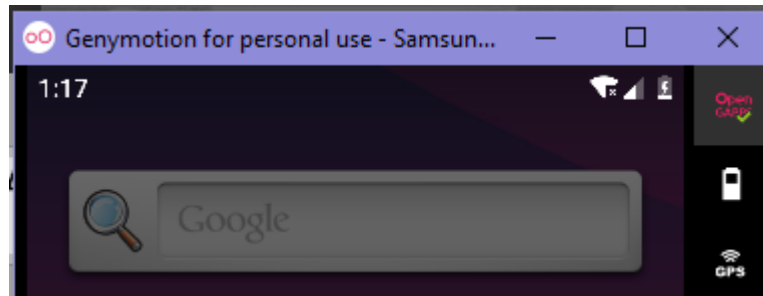 Genymotion for personal use - Samsun...
1:17
Open
GAPPS
Google
GPS